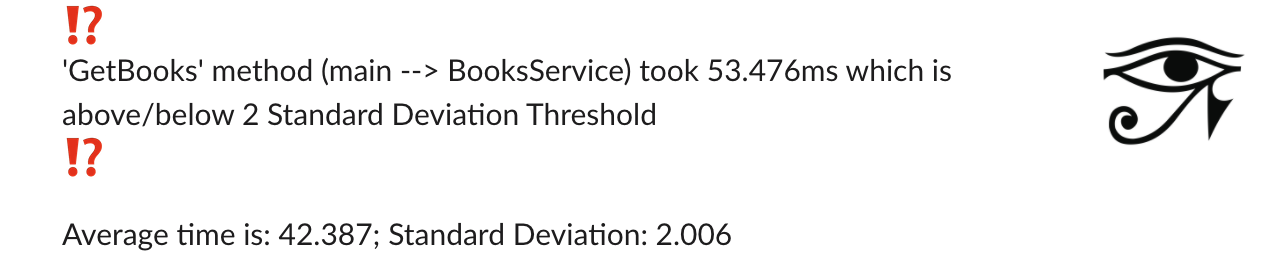 ⁉️
'GetBooks' method (main --> BooksService) took 53.476ms which is
above/below 2 Standard Deviation Threshold
⁉️
Average time is: 42.387; Standard Deviation: 2.006